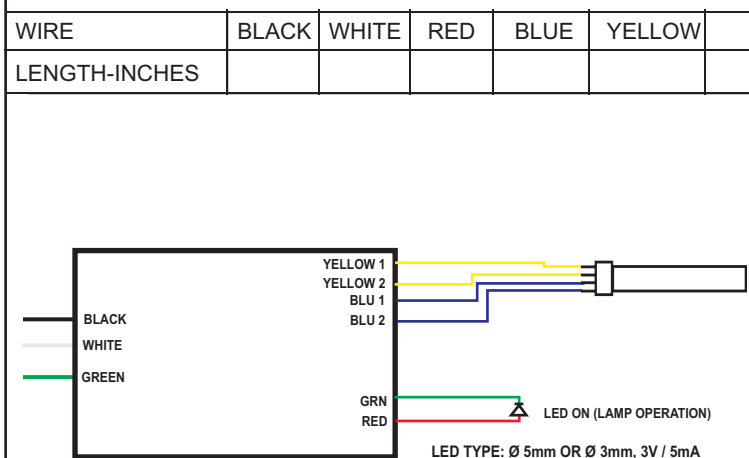 WIRE BLACK WHITE RED BLUE YELLOW
LENGTH-INCHES
YELLOW 1
YELLOW 2
BLU 1
BLU 2
BLACK
WHITE
GREEN
GRN
RED
LED ON (LAMP OPERATION)
LED TYPE: Ø 5mm OR Ø 3mm, 3V / 5mA